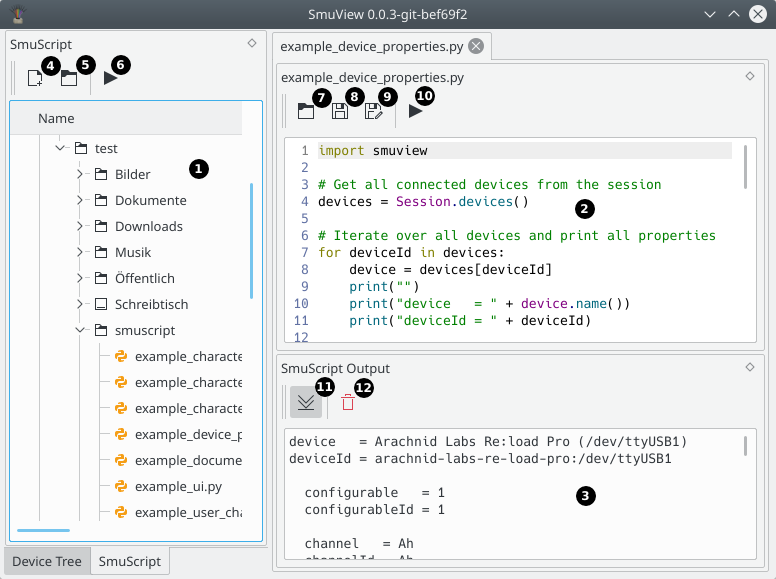 SmuView 0.0.3-git-bef69f2
SmuScript
4 5 6
Name
test
Bilder
1
Dokumente
Downloads
Musik
Öffentlich
Schreibtisch
smuscript
example_characte
example_characte
example_characte
example_device_p
example_docume
example_ui.py
example_user_cha
Device Tree
SmuScript
example_device_properties.py
example_device_properties.py
7 8 9 10
1 import smuview
2
3 # Get all connected devices from the session
4 devices = Session.devices()
2
5
6 # Iterate over all devices and print all properties
7 for deviceId in devices:
8     device = devices[deviceId]
9     print("")
10     print("device   = " + device.name())
11     print("deviceId = " + deviceId)
12
SmuScript Output
11 12
device   = Arachnid Labs Re:load Pro (/dev/ttyUSB1)
deviceId = arachnid-labs-re-load-pro:/dev/ttyUSB1
configurable   = 1
3
configurableId = 1
channel   = Ah
channelId = Ah